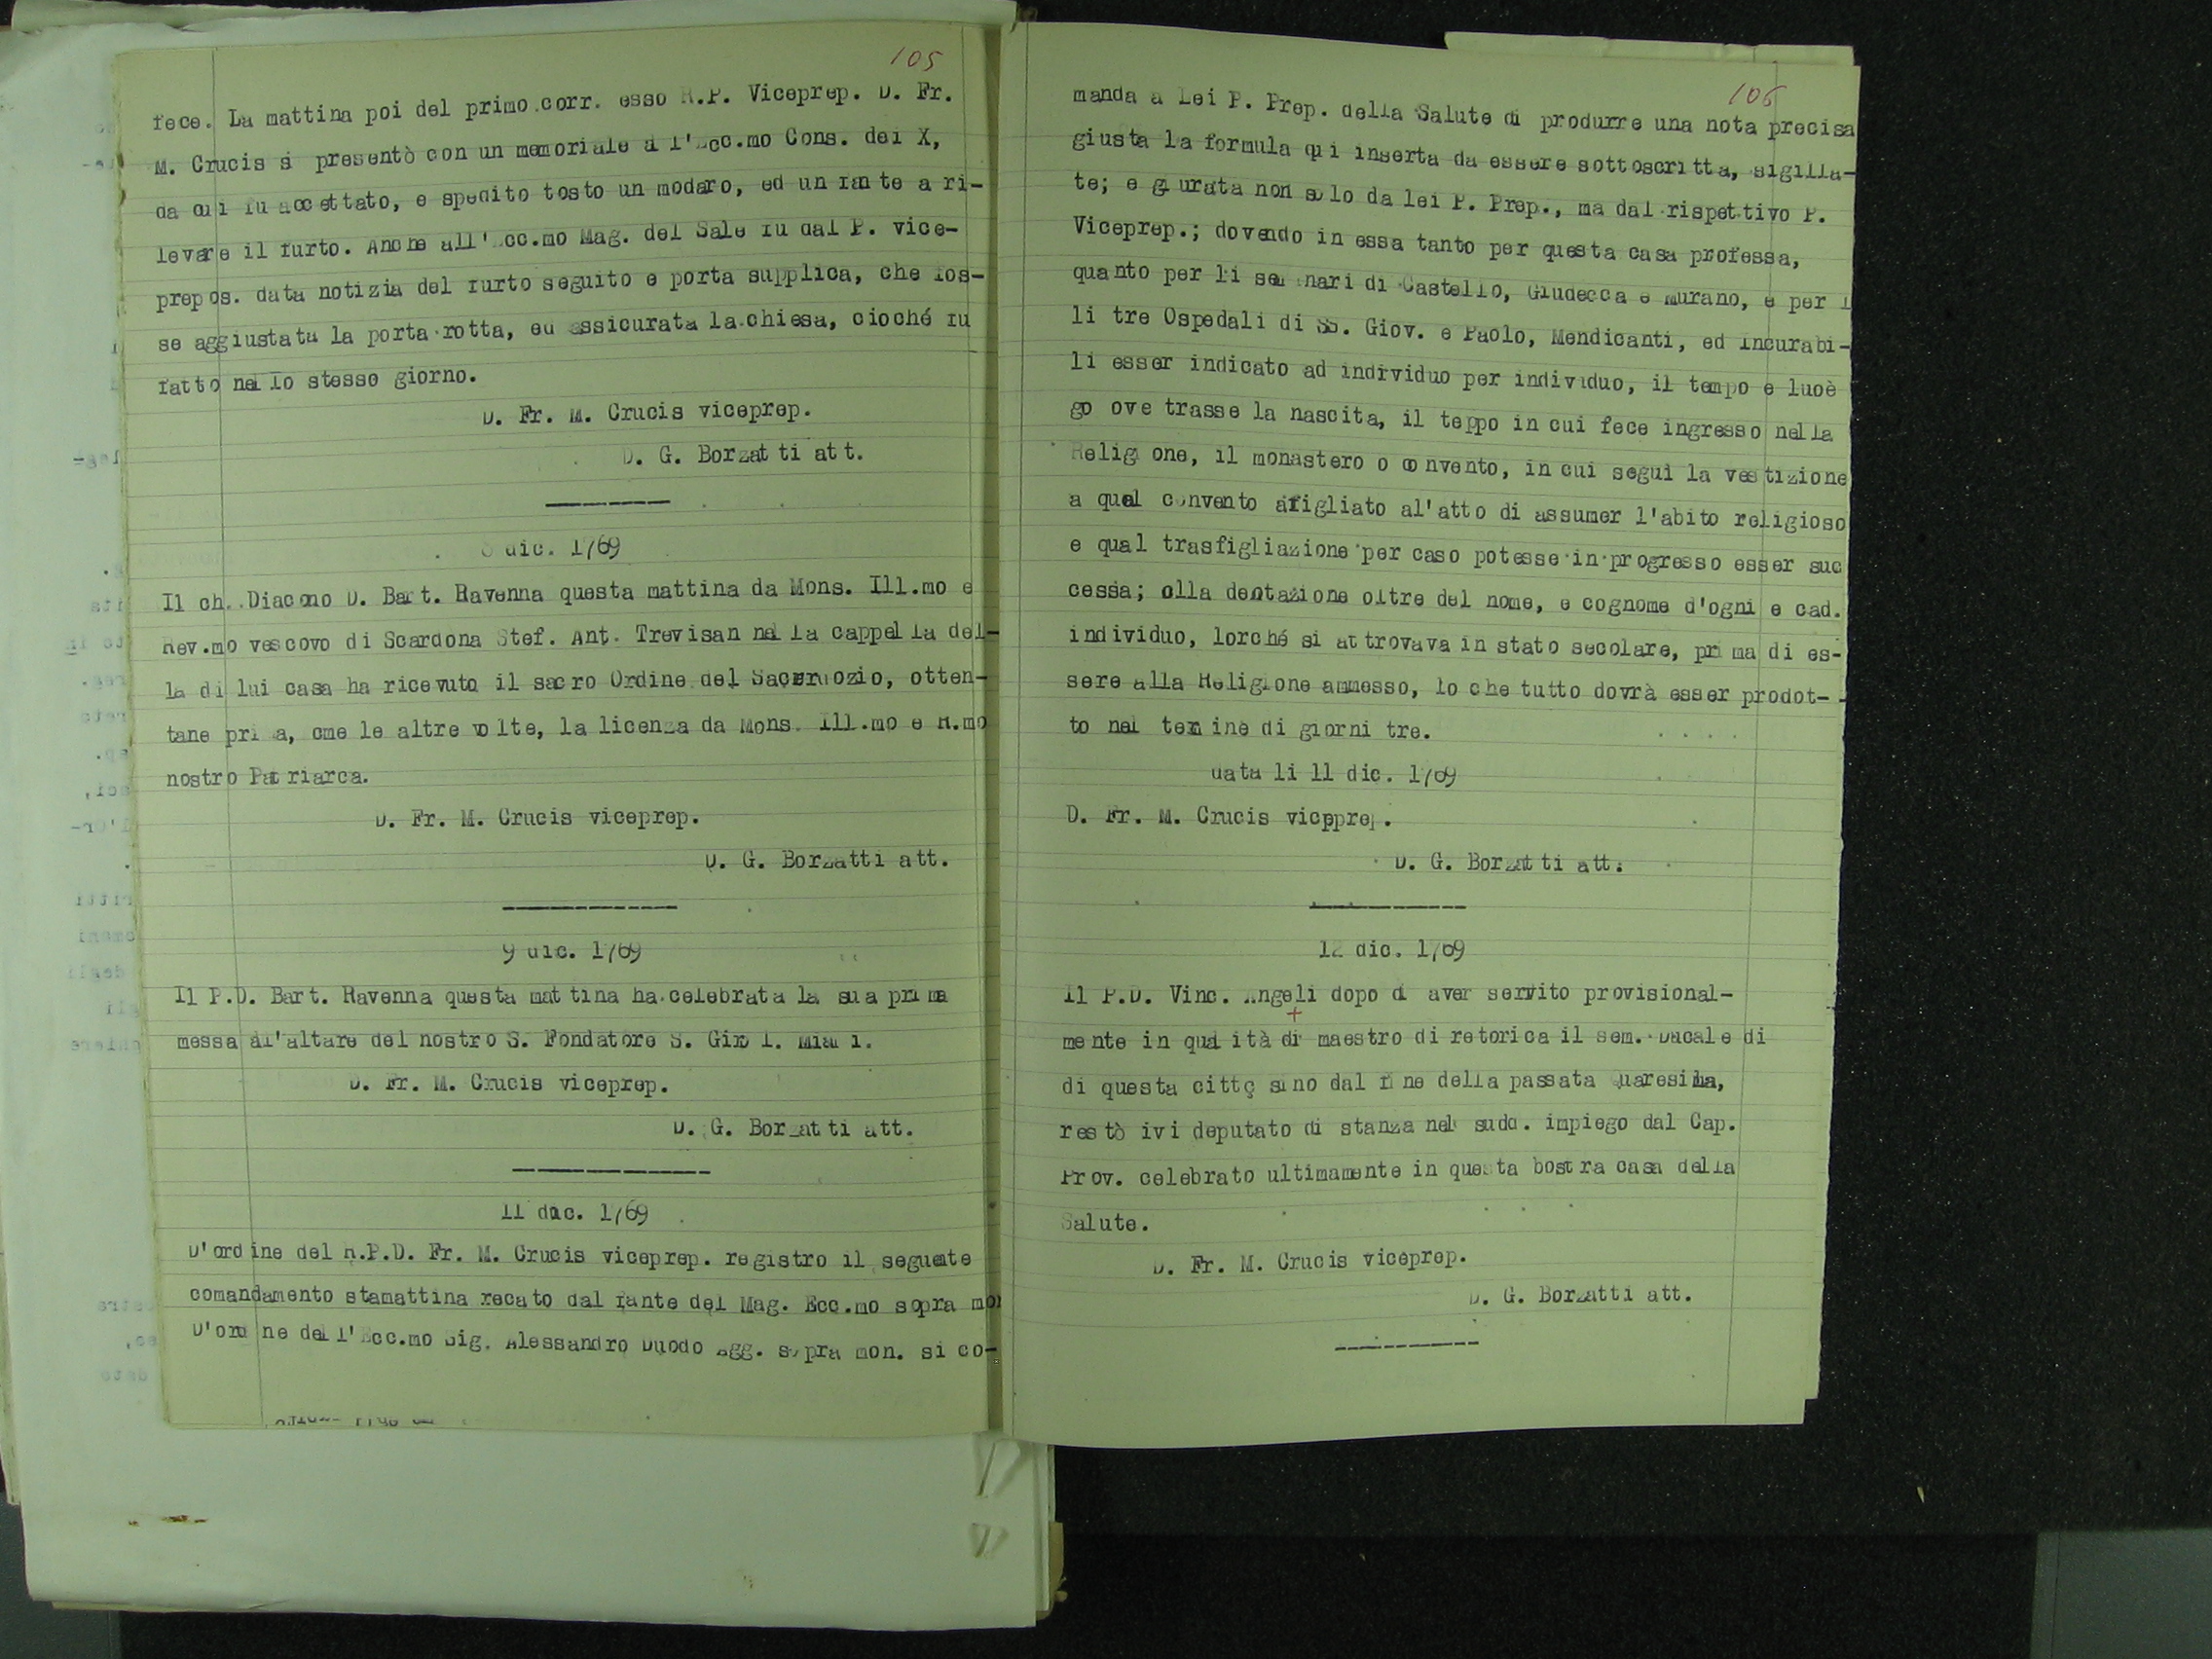 105
fece. La mattina poi del primo corr. esso R.P. Viceprep. D. Fr.
M. Crucis si presentò con un memoriale a l'Ecc.mo Cons. dei X,
da cui fu accettato, e spedito tosto un modaro, ed un fante a ri-
levare il furto. Anche all'Ecc.mo Mag. del Sale fu dal P. vice-
prepos. data notizia del furto seguito e porta supplica, che fos-
se aggiustata la porta rotta, ed assicurata la chiesa, cioché fu
fatto nello stesso giorno.
D. Fr. M. Crucis viceprep.
D. G. Borzatti att.
dic. 1769
Il ch. Diacono D. Bart. Ravenna questa mattina da Mons. Ill.mo e
Rev.mo vescovo di Scardona Stef. Ant. Trevisan nella cappella del-
la di lui casa ha ricevuto il sacro Ordine del Sacerdozio, otten-
tane prima, cme le altre volte, la licenza da Mons. Ill.mo e R.mo
nostro Patriarca.
D. Fr. M. Crucis viceprep.
D. G. Borzatti att.
9 dic. 1769
Il P.D. Bart. Ravenna questa mattina ha celebrata la sua prima
messa al'altare del nostro S. Fondatore S. Girol. Miani.
D. Fr. M. Crucis viceprep.
D. G. Borzatti att.
11 dic. 1769
D'ordine del R.P.D. Fr. M. Crucis viceprep. registro il seguente
comandamento stamattina recato dal fante del Mag. Ecc.mo sopra mon
D'ordine dell'Ecc.mo Sig. Alessandro Duodo Agg. sopra mon. si co-
106
manda a Lei P. Prep. della Salute di produrre una nota precisa
giusta la formula qui inserta da essere sottoscritta, sigilla-
te; e giurata non solo da lei P. Prep., ma dal rispettivo P.
Viceprep.; dovendo in essa tanto per questa casa professa,
quanto per li seminari di Castello, Giudecca e Murano, e per l
li tre Ospedali di SS. Giov. e Paolo, Mendicanti, ed Incurabi-
li esser indicato ad individuo per individuo, il tempo e luoè
go ove trasse la nascita, il teppo in cui fece ingresso nella
Religione, il monastero o convento, in cui seguì la vestizione
a qual convento afigliato al'atto di assumer l'abito religioso
e qual trasfigliazione per caso potesse in progresso esser suc
cessa; olla dentazione oltre del nome, e cognome d'ogni e cad.
individuo, lorché si attrovava in stato secolare, prima di es-
sere alla Religione ammesso, lo che tutto dovrà esser prodot-
to nel termine di giorni tre.
data li 11 dic. 1769
D. Fr. M. Crucis vicpprep.
D. G. Borzatti att.
12 dic. 1769
Il P.D. Vinc. Angeli dopo di aver servito provisional-
+
mente in qualità di maestro di retorica il sem. Ducale di
di questa cittç sino dal fine della passata quaresima,
restò ivi deputato di stanza nel sudd. impiego dal Cap.
Prov. celebrato ultimamente in questa bostra casa della
Salute.
D. Fr. M. Crucis viceprep.
D. G. Borzatti att.